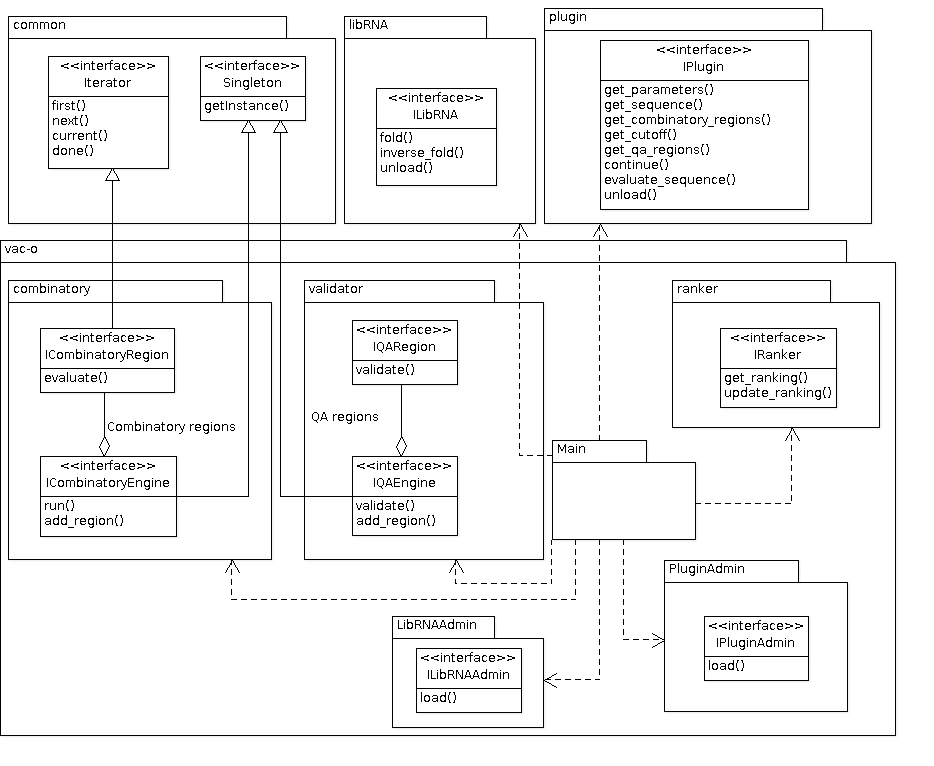 common
<<interface>>
Iterator
first()
next()
current()
done()
<<interface>>
Singleton
getInstance()
libRNA
<<interface>>
ILibRNA
fold()
inverse_fold()
unload()
plugin
<<interface>>
IPlugin
get_parameters()
get_sequence()
get_combinatory_regions()
get_cutoff()
get_qa_regions()
continue()
evaluate_sequence()
unload()
vac-o
combinatory
<<interface>>
ICombinatoryRegion
evaluate()
Combinatory regions
<<interface>>
ICombinatoryEngine
run()
add_region()
validator
<<interface>>
IQARegion
validate()
QA regions
<<interface>>
IQAEngine
validate()
add_region()
ranker
<<interface>>
IRanker
get_ranking()
update_ranking()
Main
LibRNAAdmin
<<interface>>
ILibRNAAdmin
load()
PluginAdmin
<<interface>>
IPluginAdmin
load()